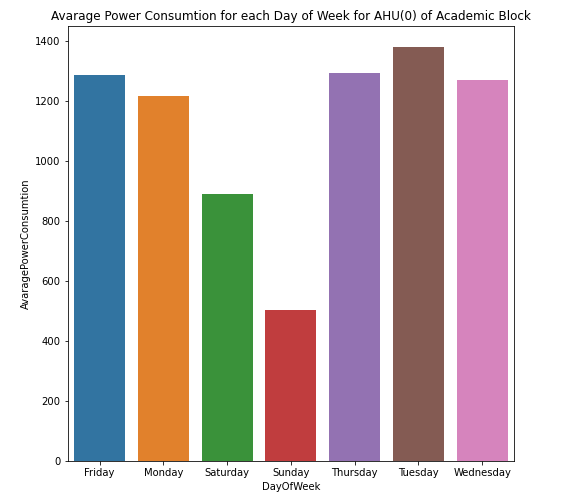 Avarage Power Consumtion for each Day of Week for AHU(0) of Academic Block
AvaragePowerConsumtion
1400
1200
1000
800
600
400
200
0
Friday Monday Saturday Sunday Thursday Tuesday Wednesday
DayOfWeek